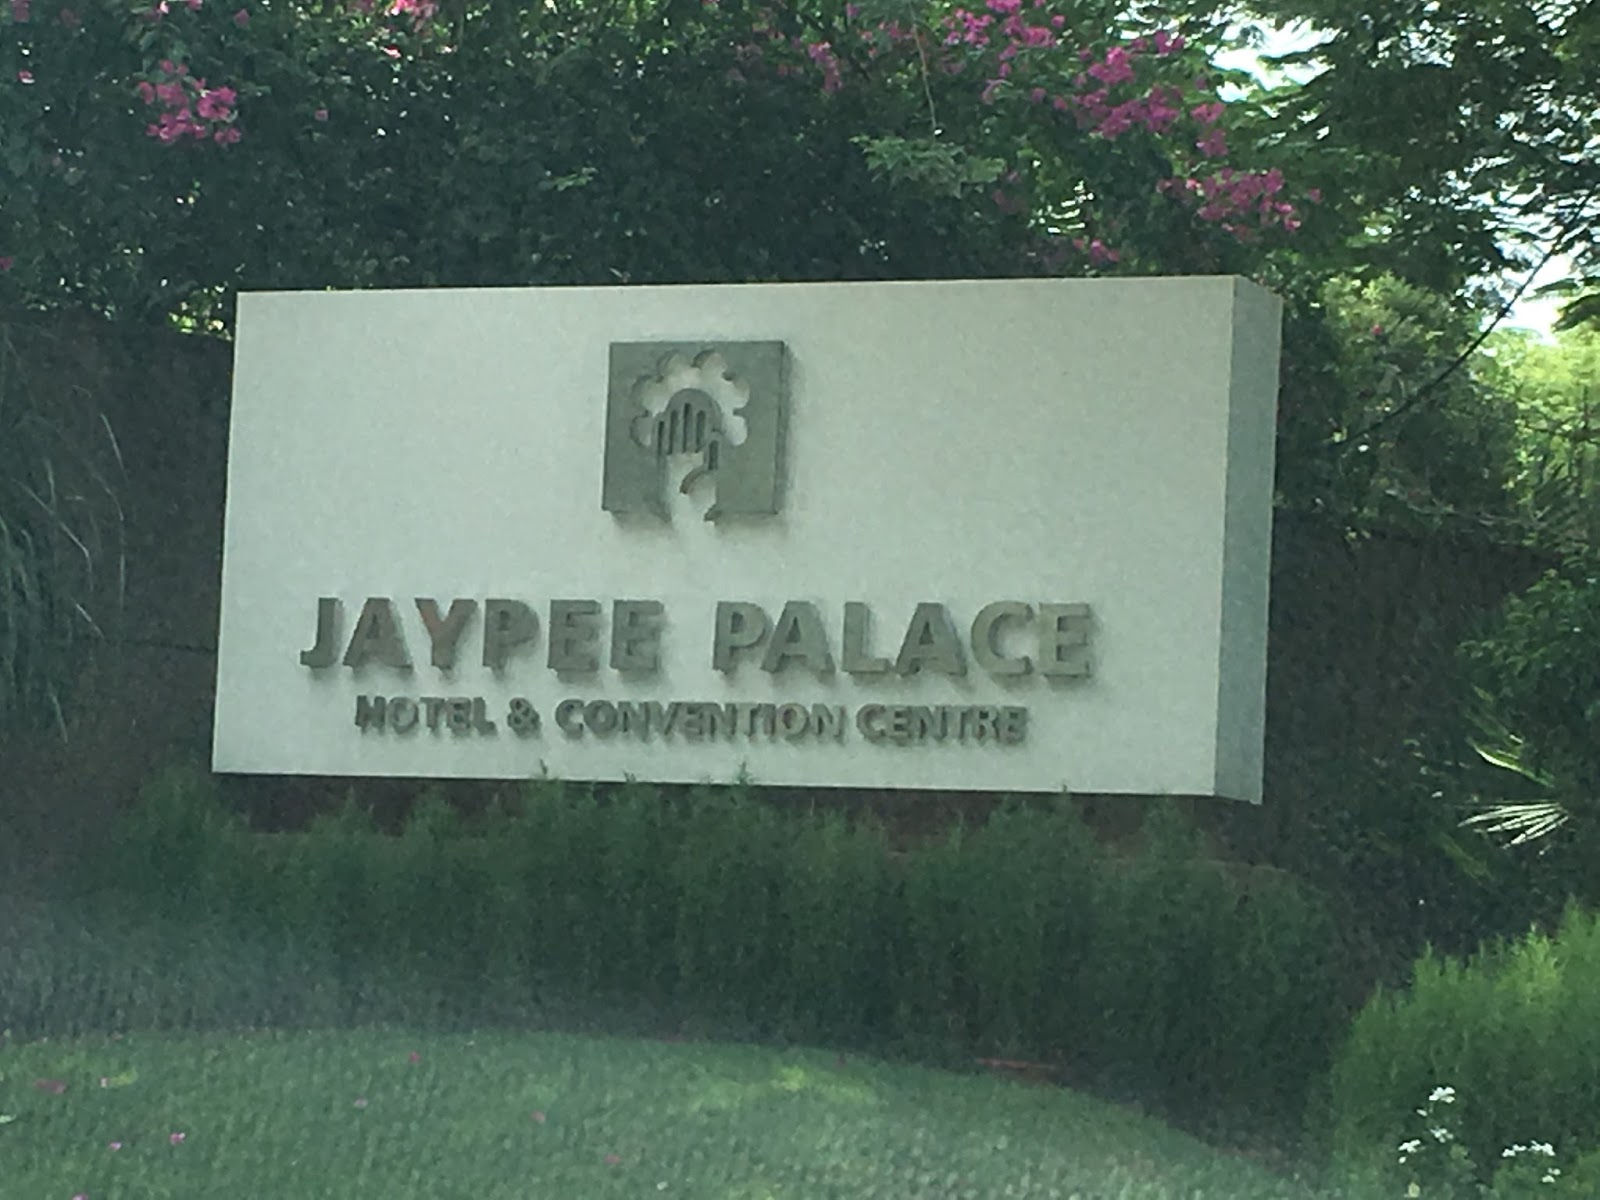 JAYPEE PALACE
HOTEL & CONVENTION CENTRE